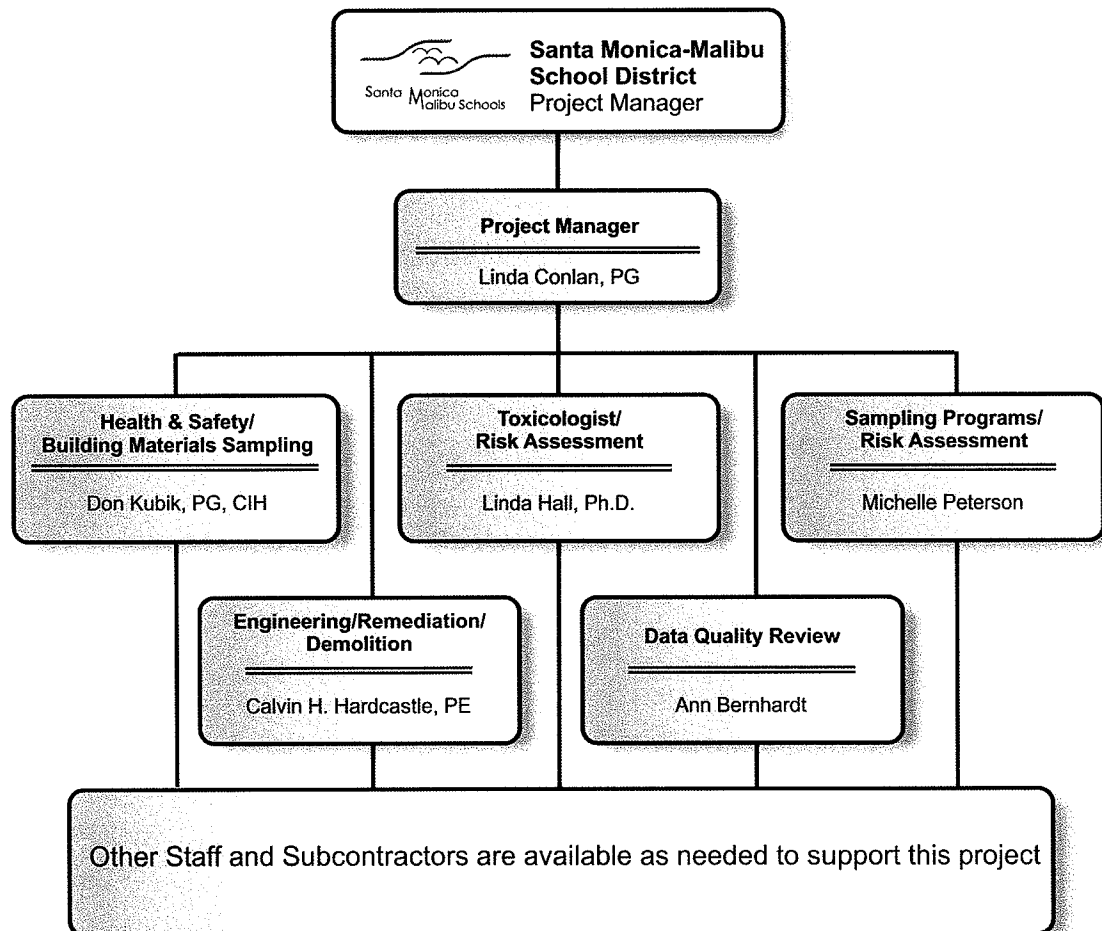 Santa Monica
Malibu Schools
Santa Monica-Malibu
School District
Project Manager
Project Manager
Linda Conlan, PG
Health & Safety/
Building Materials Sampling
Don Kubik, PG, CIH
Toxicologist/
Risk Assessment
Linda Hall, Ph.D.
Sampling Programs/
Risk Assessment
Michelle Peterson
Engineering/Remediation/
Demolition
Calvin H. Hardcastle, PE
Data Quality Review
Ann Bernhardt
Other Staff and Subcontractors are available as needed to support this project